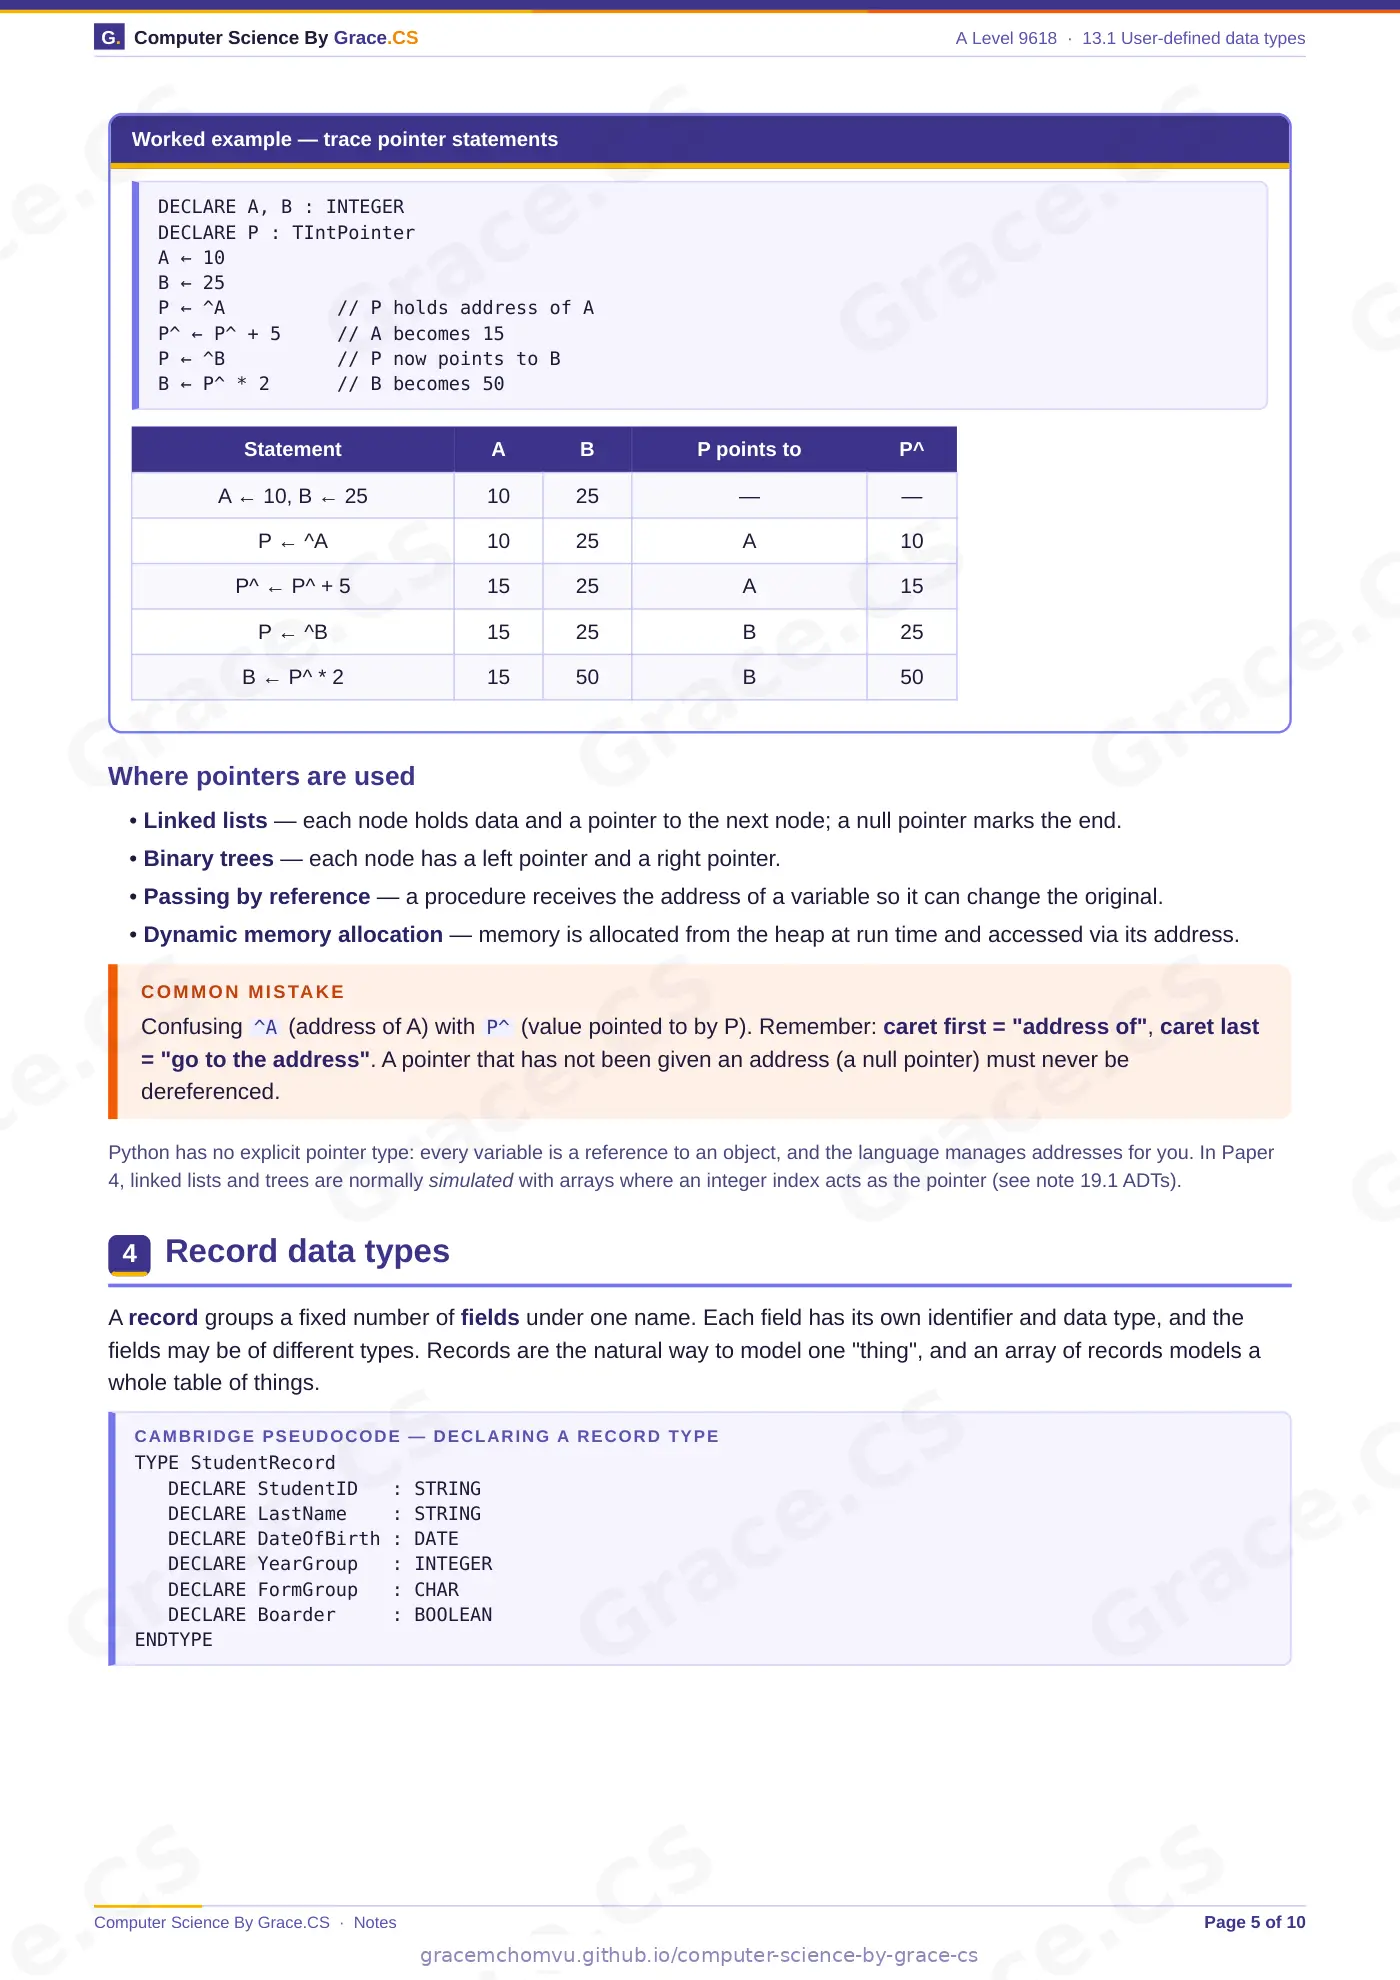 G. Computer Science By Grace.CS
A Level 9618 · 13.1 User-defined data types
Worked example — trace pointer statements
DECLARE A, B : INTEGER
DECLARE P : TIntPointer
A ← 10
B ← 25
P ← ^A // P holds address of A
P^ ← P^ + 5 // A becomes 15
P ← ^B // P now points to B
B ← P^ * 2 // B becomes 50
Statement A B P points to P^
A ← 10, B ← 25 10 25 — —
P ← ^A 10 25 A 10
P^ ← P^ + 5 15 25 A 15
P ← ^B 15 25 B 25
B ← P^ * 2 15 50 B 50
Where pointers are used
• Linked lists — each node holds data and a pointer to the next node; a null pointer marks the end.
• Binary trees — each node has a left pointer and a right pointer.
• Passing by reference — a procedure receives the address of a variable so it can change the original.
• Dynamic memory allocation — memory is allocated from the heap at run time and accessed via its address.
COMMON MISTAKE
Confusing ^A (address of A) with P^ (value pointed to by P). Remember: caret first = "address of", caret last
= "go to the address". A pointer that has not been given an address (a null pointer) must never be
dereferenced.
Python has no explicit pointer type: every variable is a reference to an object, and the language manages addresses for you. In Paper
4, linked lists and trees are normally simulated with arrays where an integer index acts as the pointer (see note 19.1 ADTs).
4 Record data types
A record groups a fixed number of fields under one name. Each field has its own identifier and data type, and the
fields may be of different types. Records are the natural way to model one "thing", and an array of records models a
whole table of things.
CAMBRIDGE PSEUDOCODE — DECLARING A RECORD TYPE
TYPE StudentRecord
DECLARE StudentID : STRING
DECLARE LastName : STRING
DECLARE DateOfBirth : DATE
DECLARE YearGroup : INTEGER
DECLARE FormGroup : CHAR
DECLARE Boarder : BOOLEAN
ENDTYPE
Computer Science By Grace.CS · Notes
Page 5 of 10
gracemchomvu.github.io/computer-science-by-grace-cs